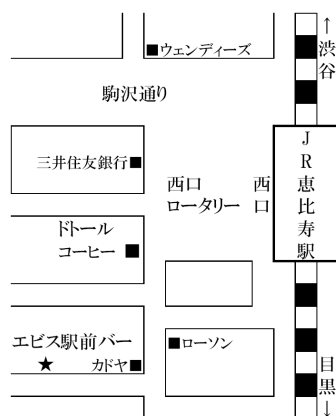 ↑渋谷
■ウェンディーズ
駒沢通り
JR恵比寿駅
三井住友銀行■
西口
ロータリー
西口
ドトール
コーヒー ■
エビス駅前バー
★ カドヤ■
■ローソン
目黒↓